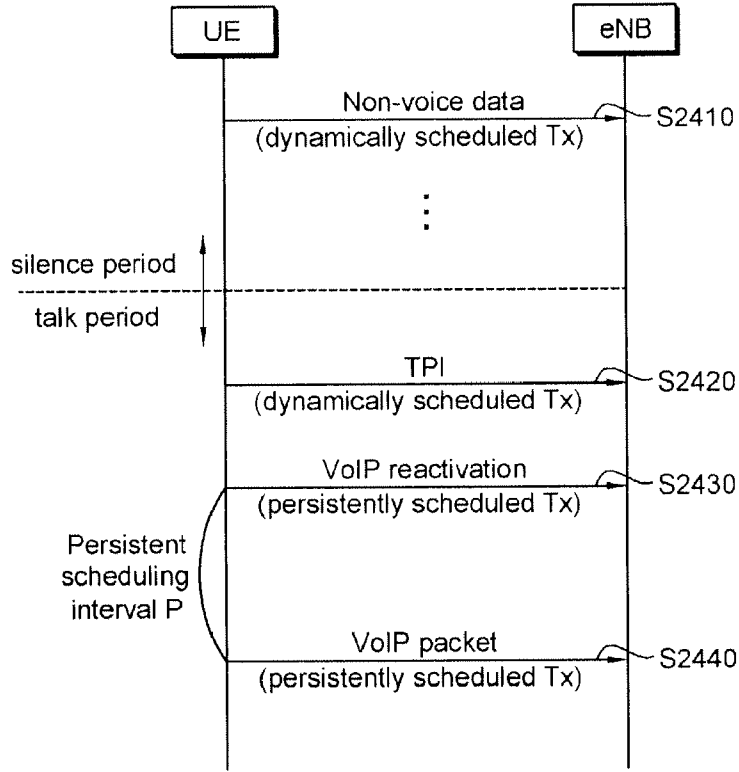 UE
eNB
Non-voice data
(dynamically scheduled Tx)
S2410
silence period
talk period
TPI
(dynamically scheduled Tx)
S2420
VoIP reactivation
(persistently scheduled Tx)
S2430
Persistent
scheduling
interval P
VoIP packet
(persistently scheduled Tx)
S2440